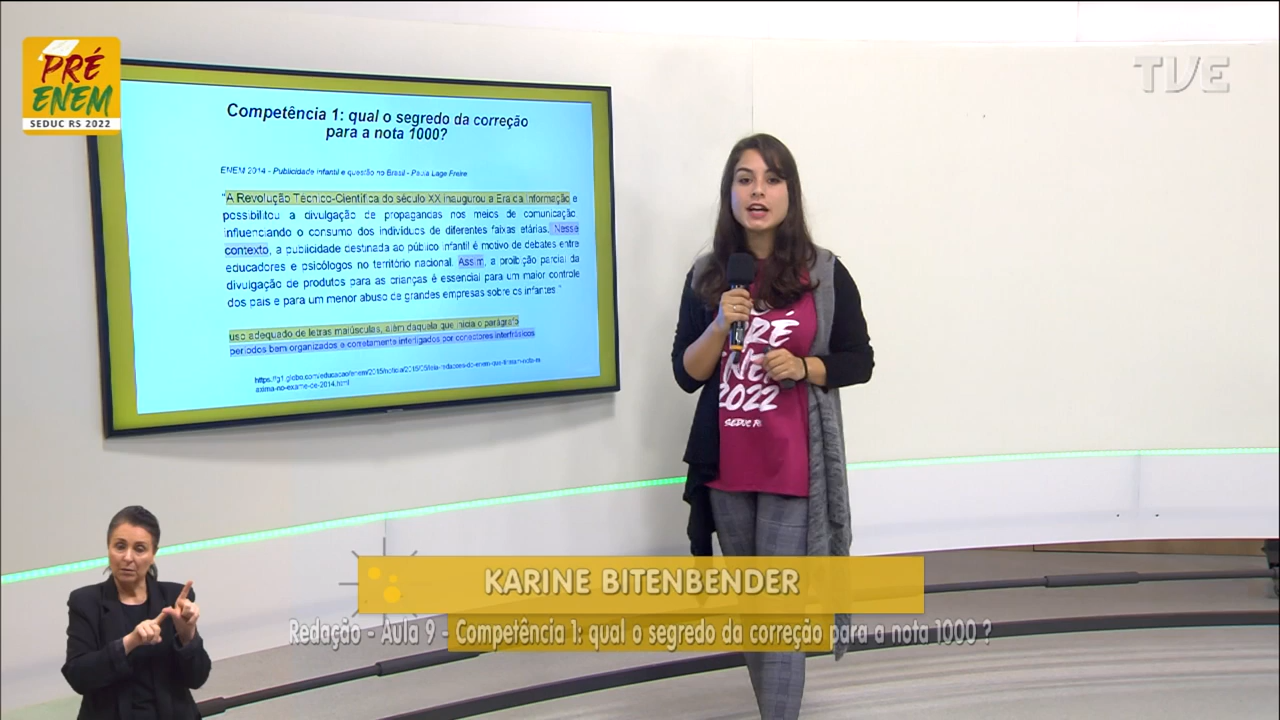 PRÉ
ENEM
SEDUC RS 2022
TVE
Competência 1: qual o segredo da correção
para a nota 1000?
ENEM 2014 - Publicidade infantil e questão no Brasil - Paula Lage Freire
"A Revolução Técnico-Científica do século XX inaugurou a Era da Informação e
possibilitou a divulgação de propagandas nos meios de comunicação,
influenciando o consumo dos indivíduos de diferentes faixas etárias. Nesse
contexto, a publicidade destinada ao público infantil é motivo de debates entre
educadores e psicólogos no território nacional. Assim, a proibição parcial da
divulgação de produtos para as crianças é essencial para um maior controle
dos pais e para um menor abuso de grandes empresas sobre os infantes."
uso adequado de letras maiúsculas, além daquela que inicia o parágrafo
períodos bem organizados e corretamente interligados por conectores interfrásicos
PRÉ
ENEM
2022
SEDUC RS
KARINE BITENBENDER
Redação - Aula 9 - Competência 1: qual o segredo da correção para a nota 1000 ?